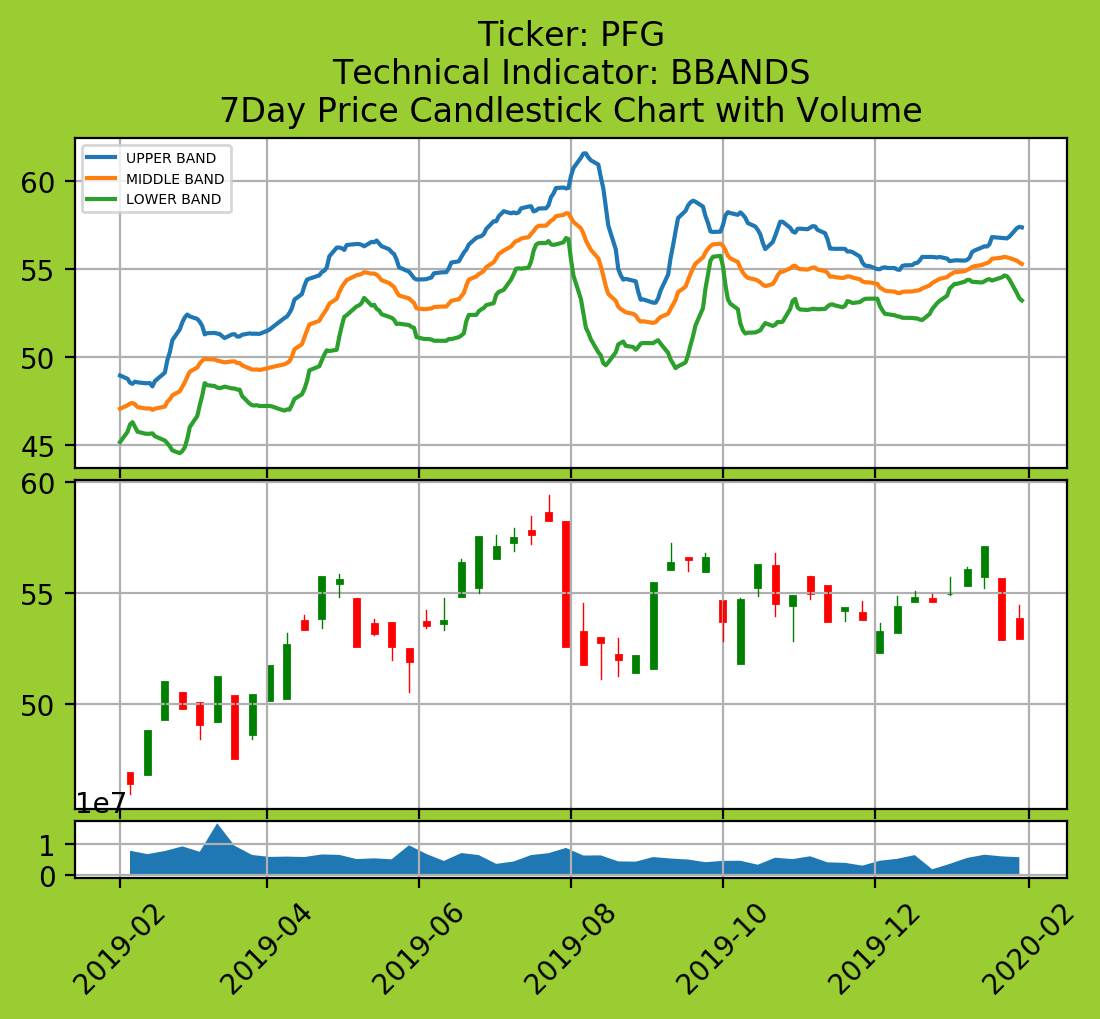 Ticker: PFG
Technical Indicator: BBANDS
7Day Price Candlestick Chart with Volume
UPPER BAND
MIDDLE BAND
LOWER BAND
60
55
50
45
60
55
50
1e7
1
0
2019-02
2019-04
2019-06
2019-08
2019-10
2019-12
2020-02